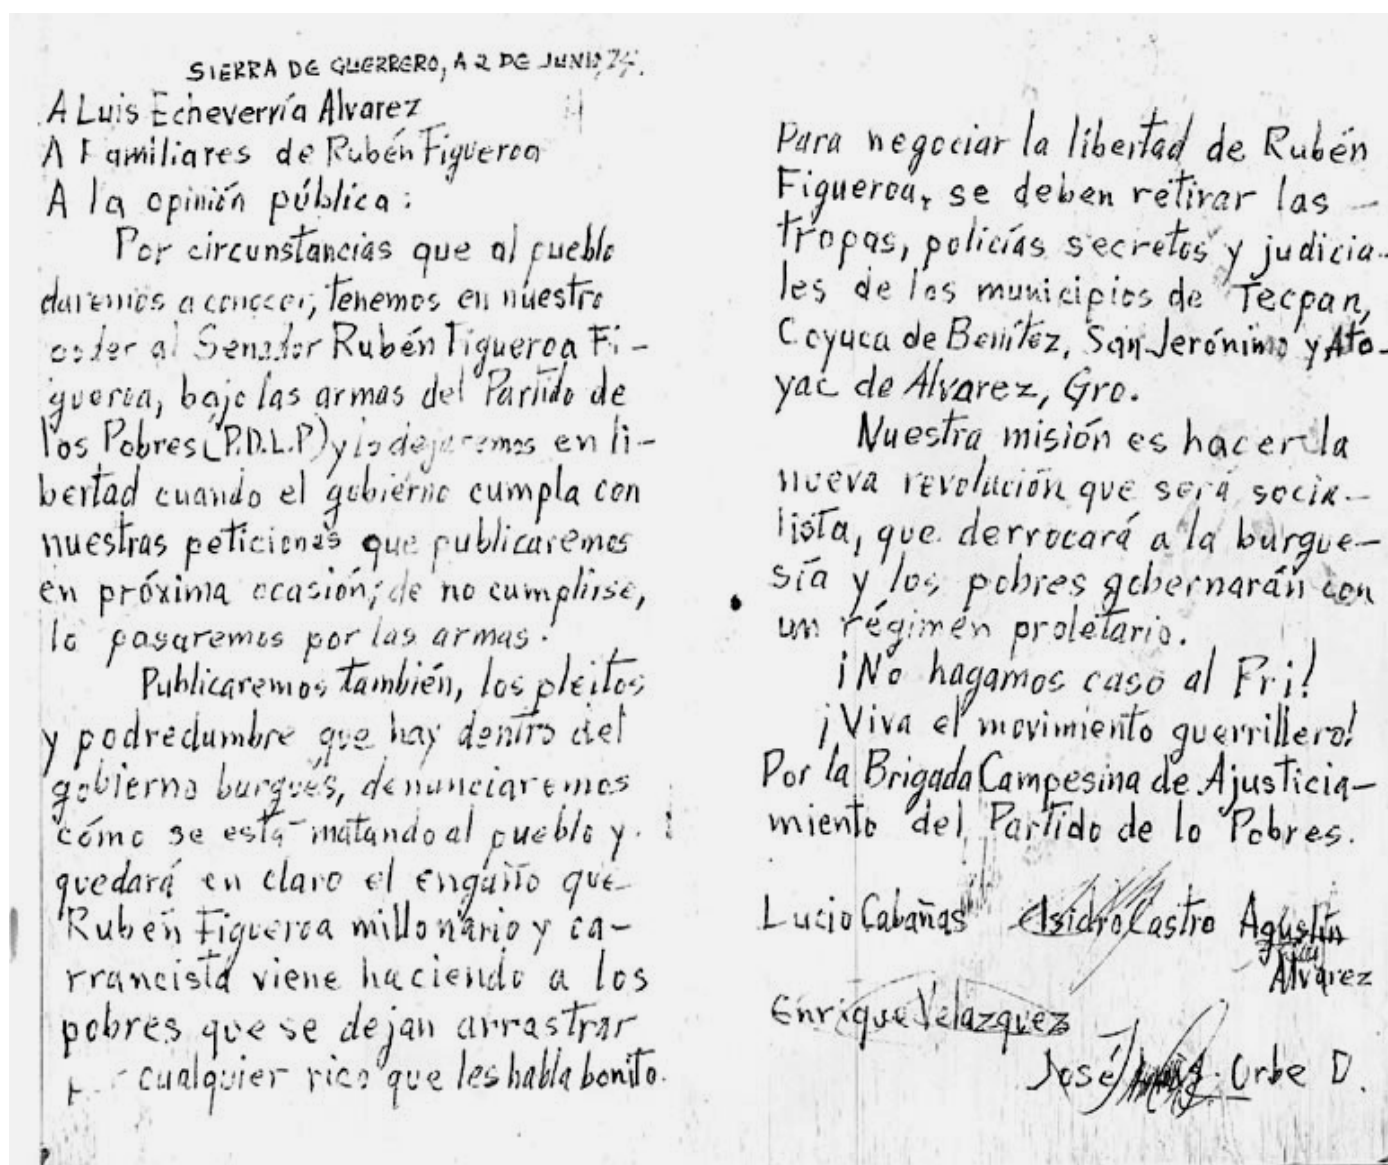 SIERRA DE GUERRERO, A 2 DE JUNIO, 74.
A Luis Echeverría Alvarez
A Familiares de Rubén Figueroa
A la opinión pública:
Por circunstancias que al pueblo
daremos a conocer, tenemos en nuestro
poder al Senador Rubén Figueroa Fi-
gueroa, bajo las armas del Partido de
los Pobres (P.D.L.P) y lo dejaremos en li-
bertad cuando el gobierno cumpla con
nuestras peticiones que publicaremos
en próxima ocasión; de no cumplirse,
lo pasaremos por las armas.
Publicaremos también, los pleitos
y podredumbre que hay dentro del
gobierno burgués, denunciaremos
cómo se está matando al pueblo y
quedará en claro el engaño que
Rubén Figueroa millonario y ca-
rrancista viene haciendo a los
pobres que se dejan arrastrar
cualquier rico que les habla bonito.
Para negociar la libertad de Rubén
Figueroa, se deben retirar las
tropas, policías secretos y judicia-
les de los municipios de Tecpan,
Coyuca de Benítez, San Jerónimo y Ato-
yac de Alvarez, Gro.
Nuestra misión es hacer la
nueva revolución que será socia-
lista, que derrocará a la burgue-
sía y los pobres gobernarán con
un régimen proletario.
¡No hagamos caso al Pri!
¡Viva el movimiento guerrillero!
Por la Brigada Campesina de Ajusticia-
miento del Partido de lo Pobres.
Lucio Cabañas Isidro Castro Agustín
Alvarez
Enrique Velazquez
José Luis Orbe D.